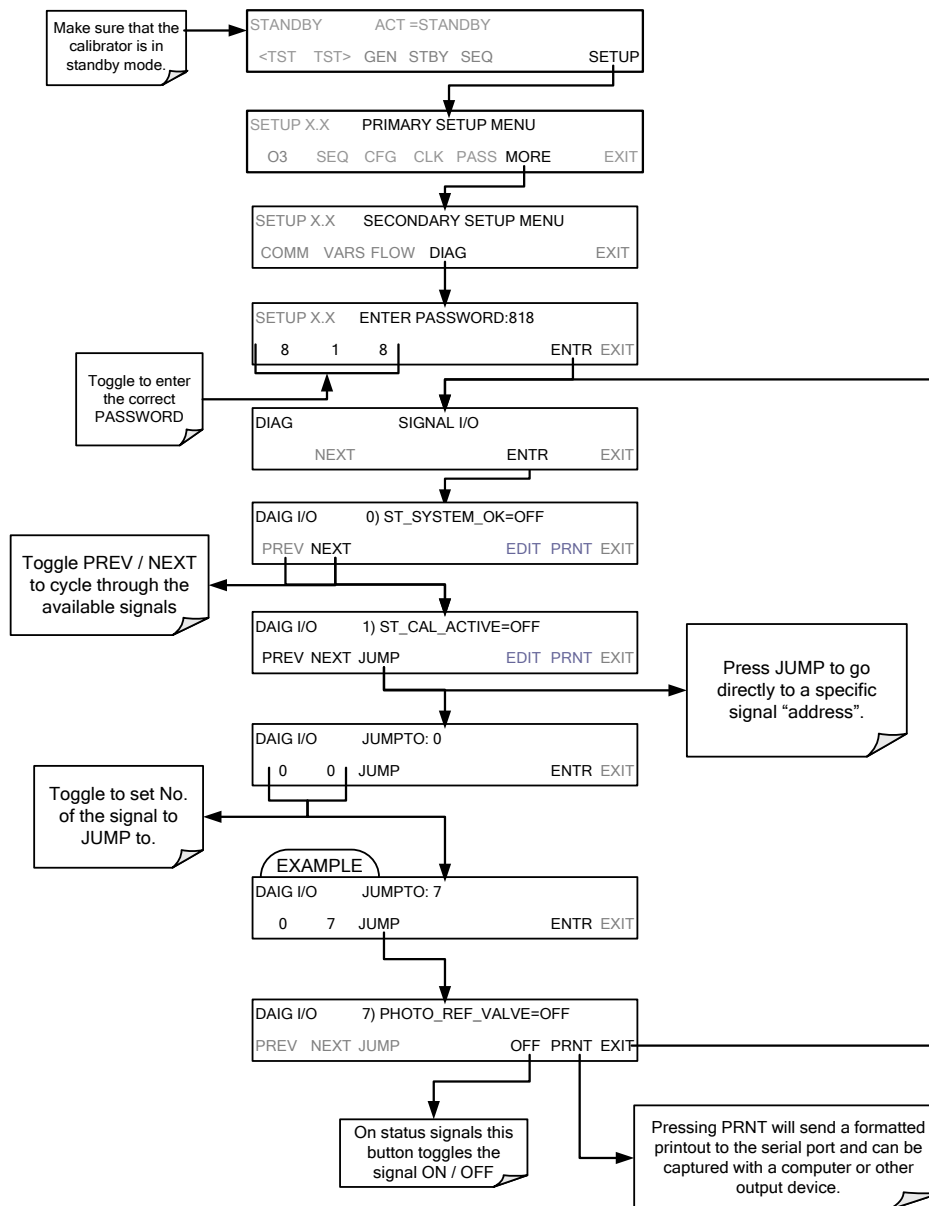 Make sure that the
calibrator is in
standby mode.
STANDBY ACT =STANDBY
<TST TST> GEN STBY SEQ SETUP
SETUP X.X PRIMARY SETUP MENU
O3 SEQ CFG CLK PASS MORE EXIT
SETUP X.X SECONDARY SETUP MENU
COMM VARS FLOW DIAG EXIT
SETUP X.X ENTER PASSWORD:818
8 1 8 ENTR EXIT
Toggle to enter
the correct
PASSWORD
DIAG SIGNAL I/O
NEXT ENTR EXIT
DAIG I/O 0) ST_SYSTEM_OK=OFF
PREV NEXT EDIT PRNT EXIT
Toggle PREV / NEXT
to cycle through the
available signals
DAIG I/O 1) ST_CAL_ACTIVE=OFF
PREV NEXT JUMP EDIT PRNT EXIT
Press JUMP to go
directly to a specific
signal “address”.
DAIG I/O JUMPTO: 0
0 0 JUMP ENTR EXIT
Toggle to set No.
of the signal to
JUMP to.
EXAMPLE
DAIG I/O JUMPTO: 7
0 7 JUMP ENTR EXIT
DAIG I/O 7) PHOTO_REF_VALVE=OFF
PREV NEXT JUMP OFF PRNT EXIT
On status signals this
button toggles the
signal ON / OFF
Pressing PRNT will send a formatted
printout to the serial port and can be
captured with a computer or other
output device.